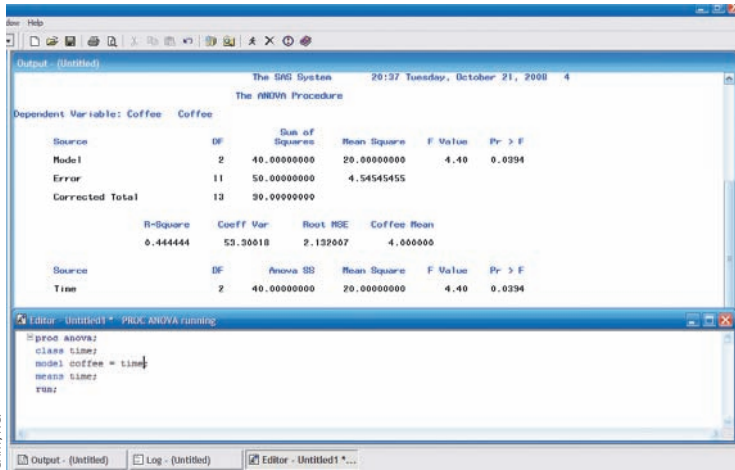 Help
Output - (Untitled)
The SAS System 20:37 Tuesday, October 21, 2008 4
The ANOVA Procedure
Dependent Variable: Coffee Coffee
Sum of
Source DF Squares Mean Square F Value Pr > F
Model 2 40.00000000 20.00000000 4.40 0.0394
Error 11 50.00000000 4.54545455
Corrected Total 13 90.00000000
R-Square Coeff Var Root MSE Coffee Mean
0.444444 53.30018 2.132007 4.000000
Source DF Anova SS Mean Square F Value Pr > F
Time 2 40.00000000 20.00000000 4.40 0.0394
Editor - Untitled1 * PROC ANOVA running
proc anova;
class time;
model coffee = time;
means time;
run;
Output - (Untitled) Log - (Untitled) Editor - Untitled1 *...